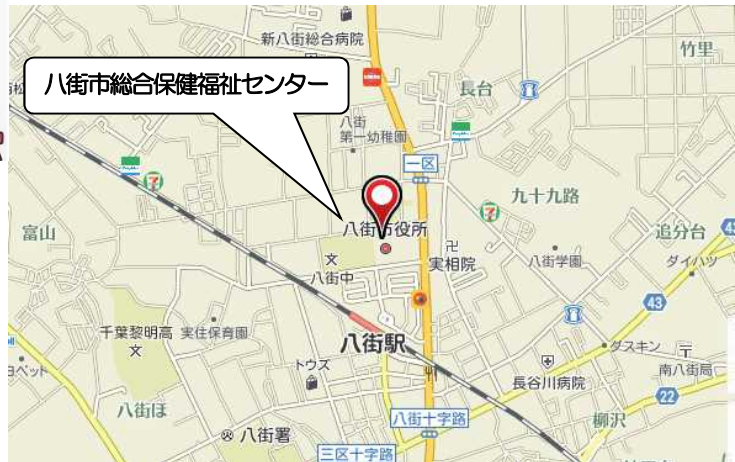 新八街総合病院
竹里
八街市総合保健福祉センター
長台
八街
第一幼稚園
一区
九十九路
富山
八街市役所
追分台
文
八街中
卍
実相院
八街学園
ダイハツ
43
千葉黎明高
文
実住保育園
八街駅
ダスキン
トウズ
長谷川病院
南八街局
22
八街ほ
八街十字路
柳沢
八街署
三区十字路